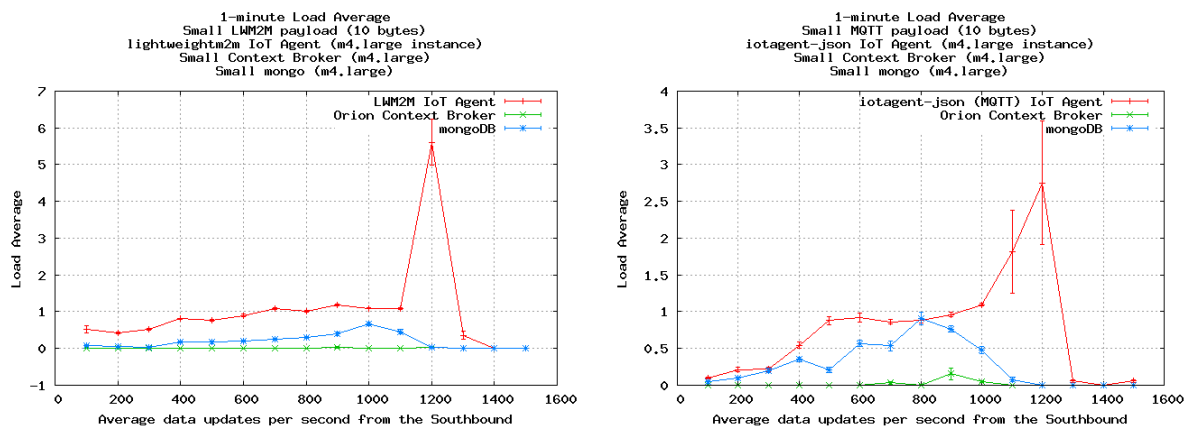 1-minute Load Average
Small LWM2M payload (10 bytes)
lightweightm2m IoT Agent (m4.large instance)
Small Context Broker (m4.large)
Small mongo (m4.large)
7
6
5
4
3
2
1
0
-1
Load Average
LWM2M IoT Agent
Orion Context Broker
mongoDB
0 200 400 600 800 1000 1200 1400 1600
Average data updates per second from the Southbound
1-minute Load Average
Small MQTT payload (10 bytes)
iotagent-json IoT Agent (m4.large instance)
Small Context Broker (m4.large)
Small mongo (m4.large)
4
3.5
3
2.5
2
1.5
1
0.5
0
Load Average
iotagent-json (MQTT) IoT Agent
Orion Context Broker
mongoDB
0 200 400 600 800 1000 1200 1400 1600
Average data updates per second from the Southbound